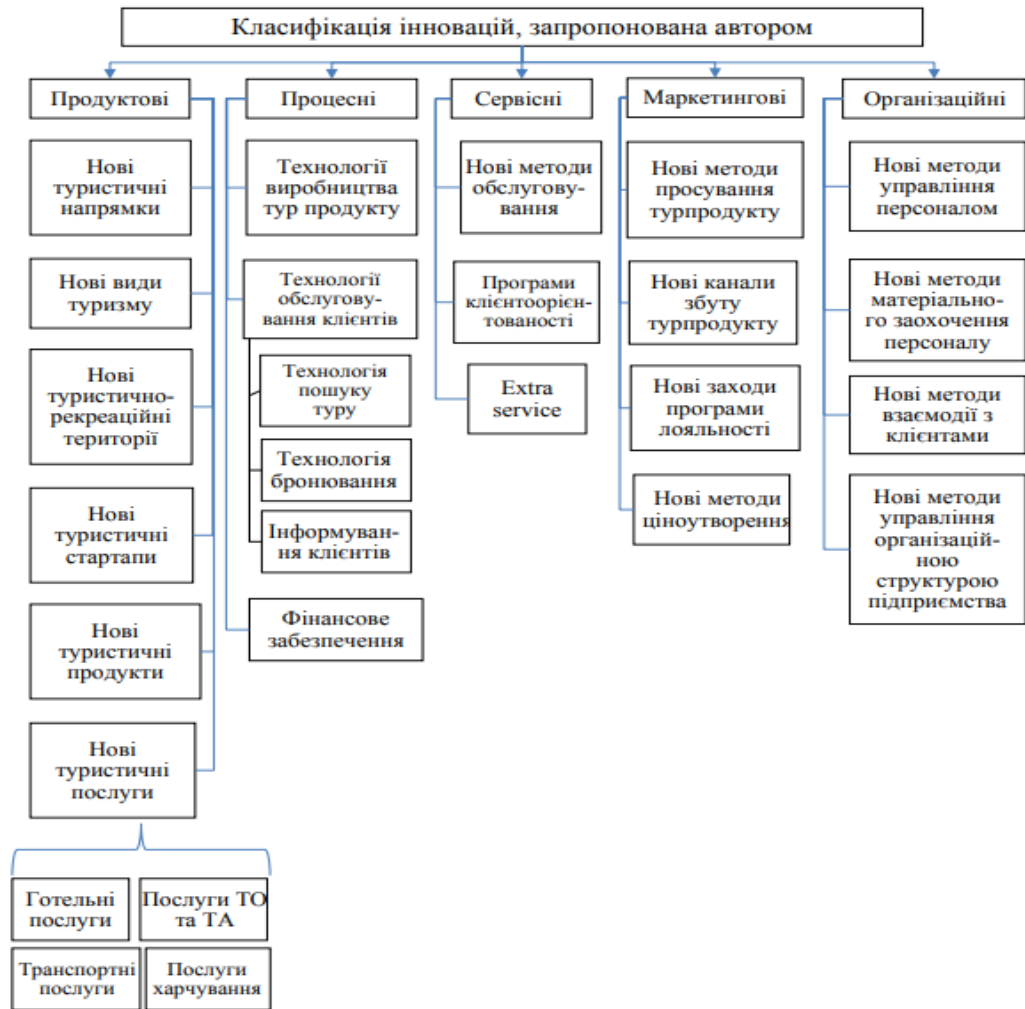 Класифікація інновацій, запропонована автором
Продуктові
Нові
туристичні
напрямки
Нові види
туризму
Нові
туристично-
рекреаційні
території
Нові
туристичні
стартапи
Нові
туристичні
продукти
Нові
туристичні
послуги
Готельні
послуги
Послуги ТО
та ТА
Транспортні
послуги
Послуги
харчування
Процесні
Технології
виробництва
тур продукту
Технології
обслугову-
вання клієнтів
Технологія
пошуку
туру
Технологія
бронювання
Інформуван-
ня клієнтів
Фінансове
забезпечення
Сервісні
Нові методи
обслугову-
вання
Програми
клієнтоорієн-
тованості
Extra
service
Маркетингові
Нові методи
просування
турпродукту
Нові канали
збуту
турпродукту
Нові заходи
програми
лояльності
Нові методи
ціноутворення
Організаційні
Нові методи
управління
персоналом
Нові методи
матеріально-
го заохочення
персоналу
Нові методи
взаємодії з
клієнтами
Нові методи
управління
організацій-
ною
структурою
підприємства